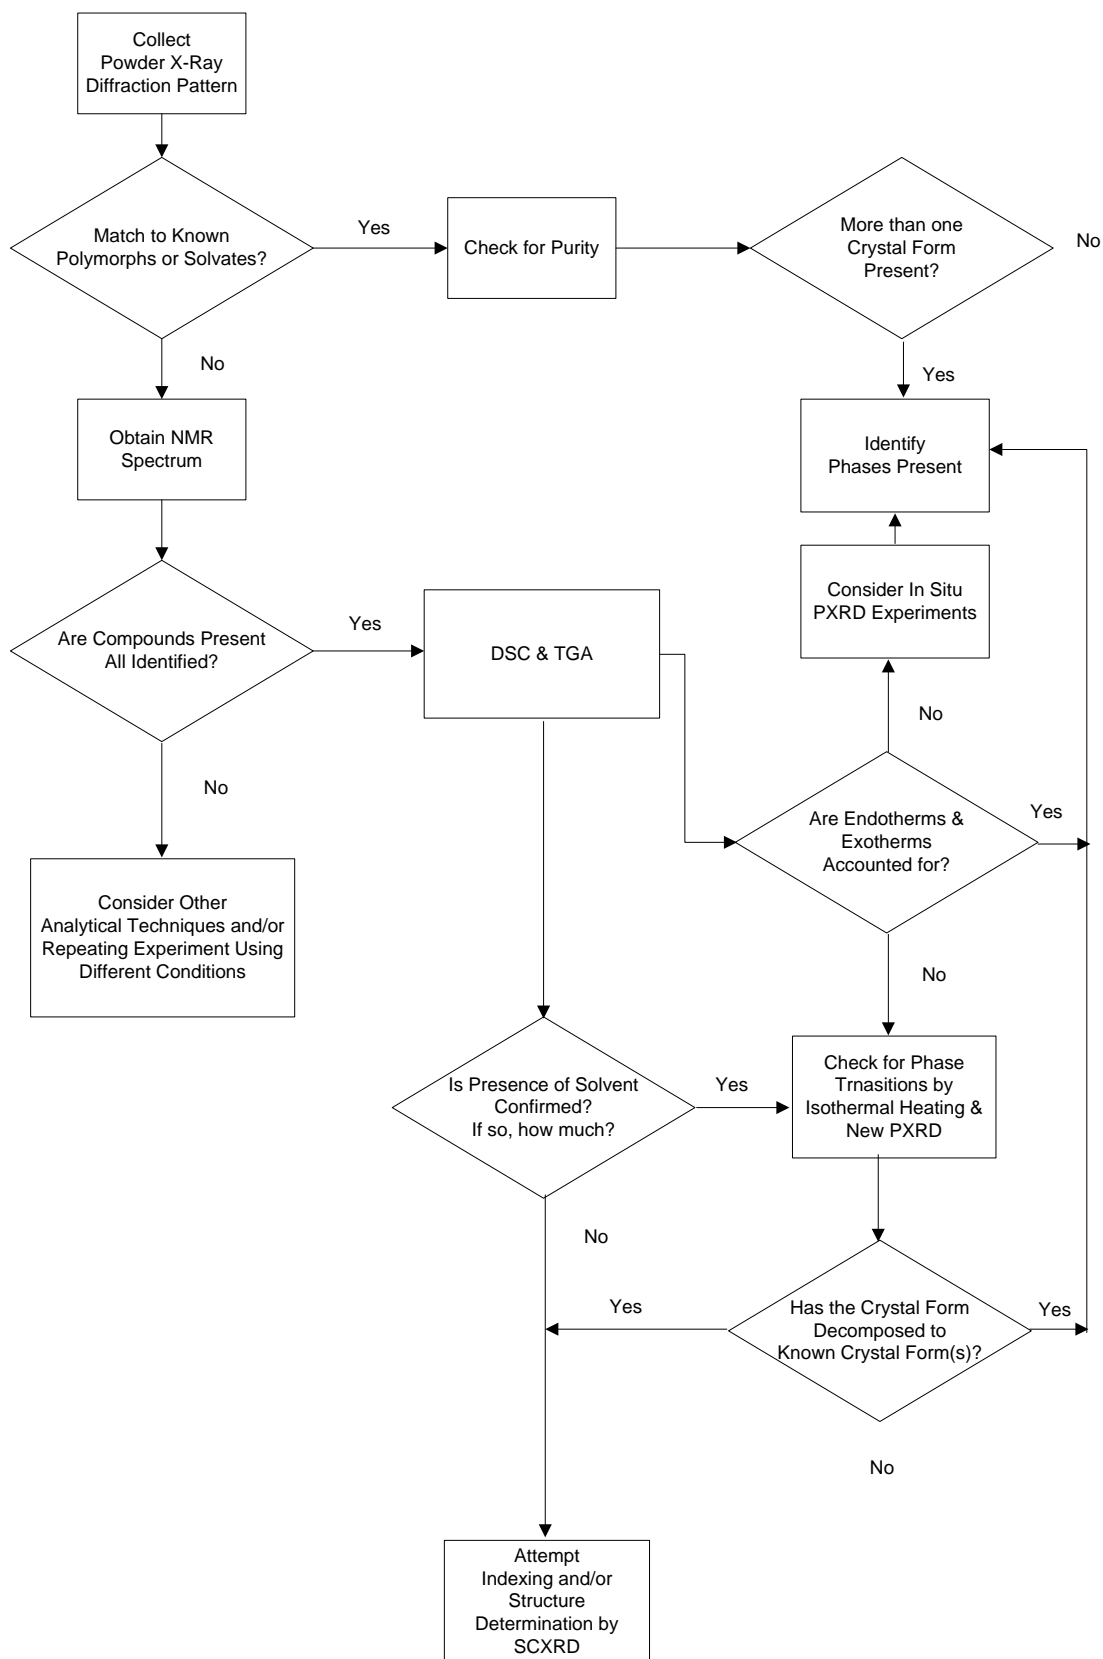 Collect
Powder X-Ray
Diffraction Pattern
Match to Known
Polymorphs or Solvates?
Yes
Check for Purity
More than one
Crystal Form
Present?
No
No
Yes
Obtain NMR
Spectrum
Identify
Phases Present
Consider In Situ
PXRD Experiments
Are Compounds Present
All Identified?
Yes
DSC & TGA
No
No
Are Endotherms &
Exotherms
Accounted for?
Yes
Consider Other
Analytical Techniques and/or
Repeating Experiment Using
Different Conditions
No
Is Presence of Solvent
Confirmed?
If so, how much?
Yes
Check for Phase
Trnasitions by
Isothermal Heating &
New PXRD
No
Yes
Has the Crystal Form
Decomposed to
Known Crystal Form(s)?
Yes
No
Attempt
Indexing and/or
Structure
Determination by
SCXRD